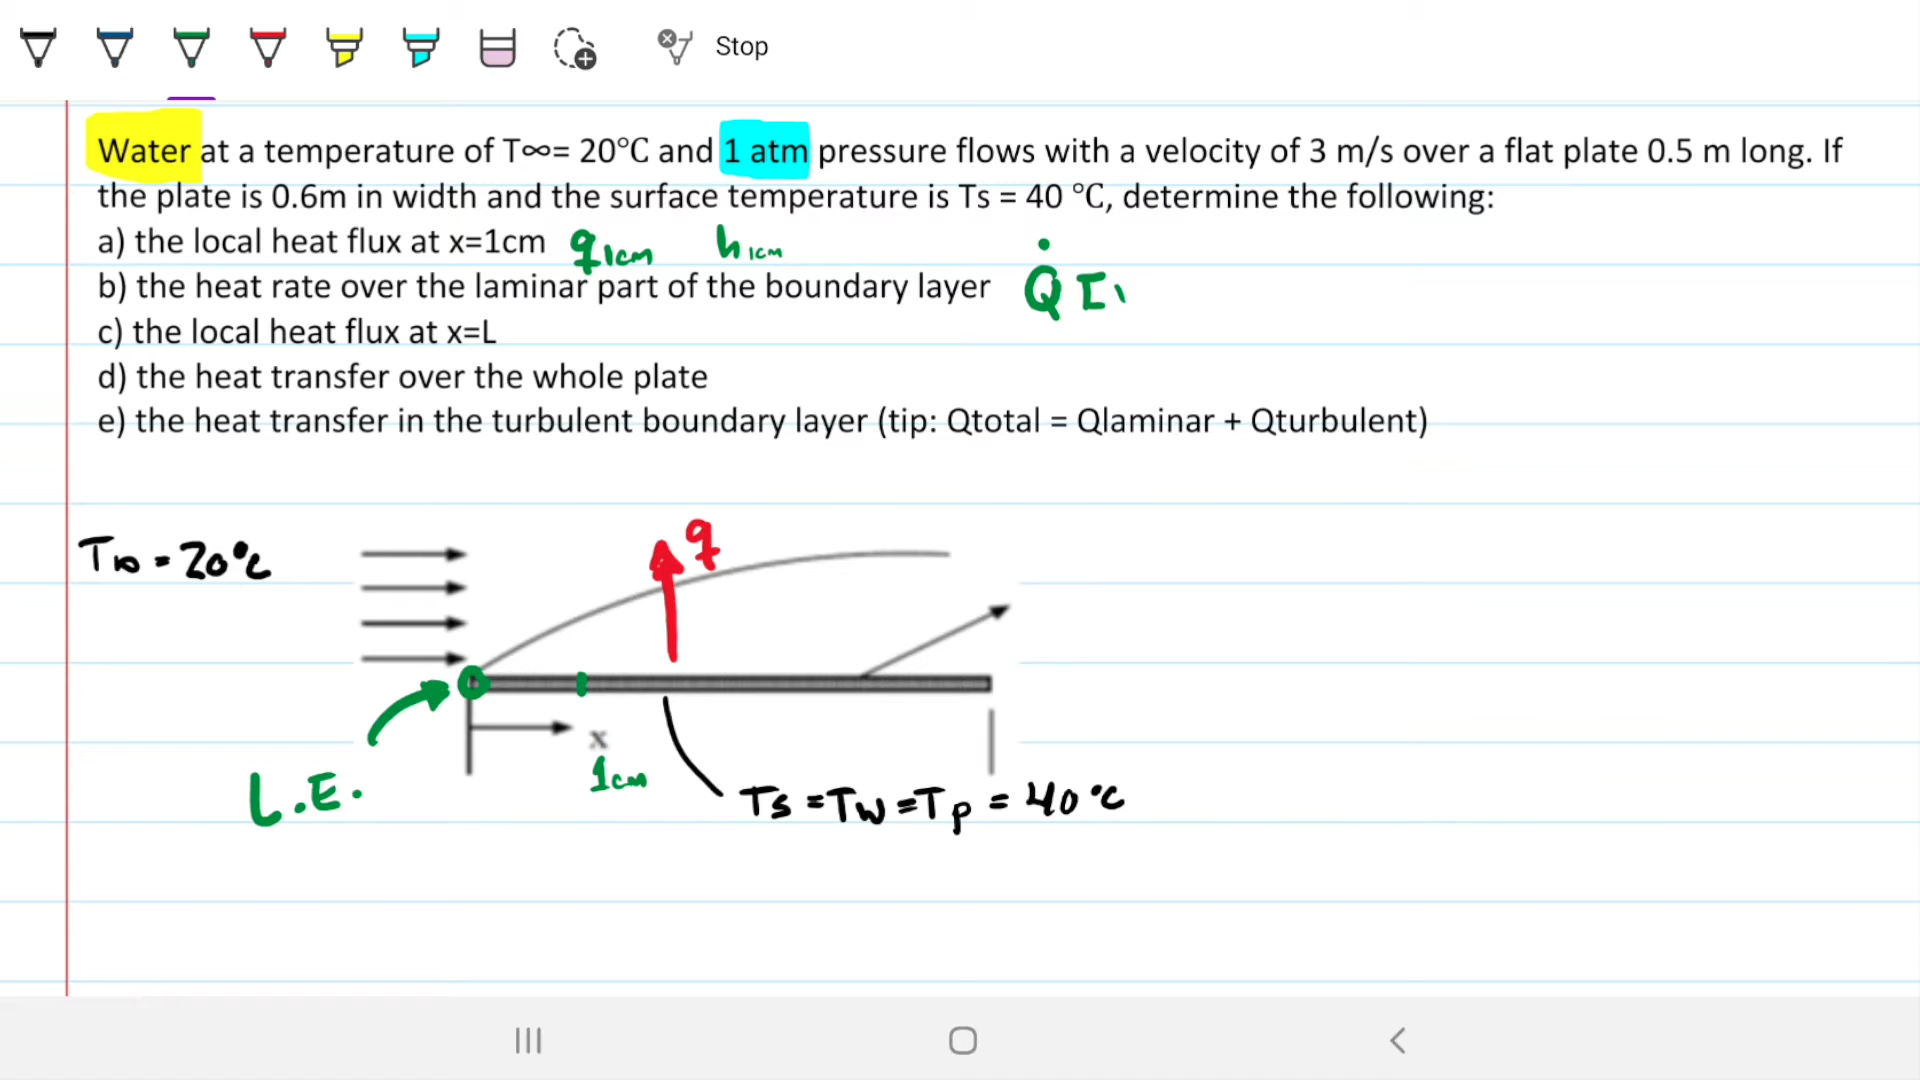 Stop
Water at a temperature of T∞= 20°C and 1 atm pressure flows with a velocity of 3 m/s over a flat plate 0.5 m long. If
the plate is 0.6m in width and the surface temperature is Ts = 40 °C, determine the following:
a) the local heat flux at x=1cm q1cm h1cm
b) the heat rate over the laminar part of the boundary layer Q̇ [
c) the local heat flux at x=L
d) the heat transfer over the whole plate
e) the heat transfer in the turbulent boundary layer (tip: Qtotal = Qlaminar + Qturbulent)
q
T∞ = 20°C
x
1cm
L.E.
Ts = Tw = Tp = 40°C